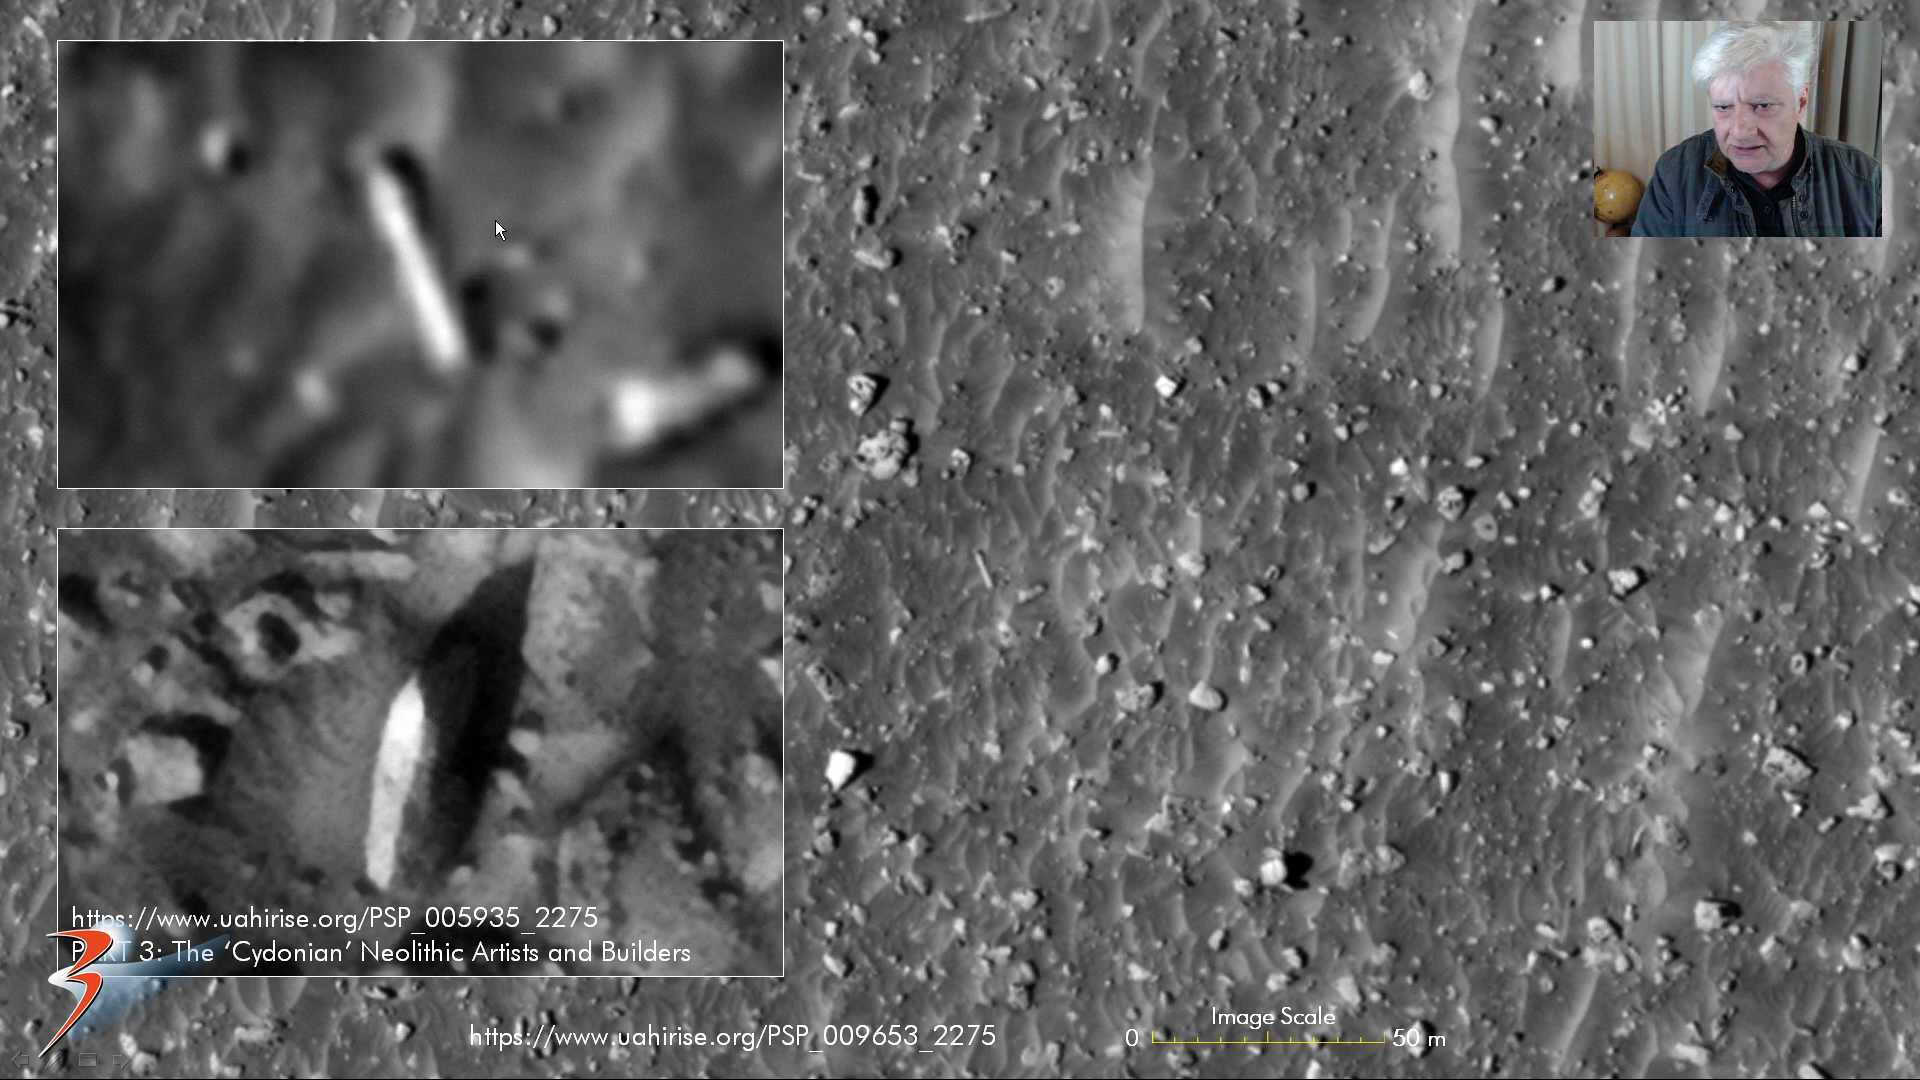 https://www.uahirise.org/PSP_005935_2275
PART 3: The ‘Cydonian’ Neolithic Artists and Builders
Image Scale
0 50 m
https://www.uahirise.org/PSP_009653_2275